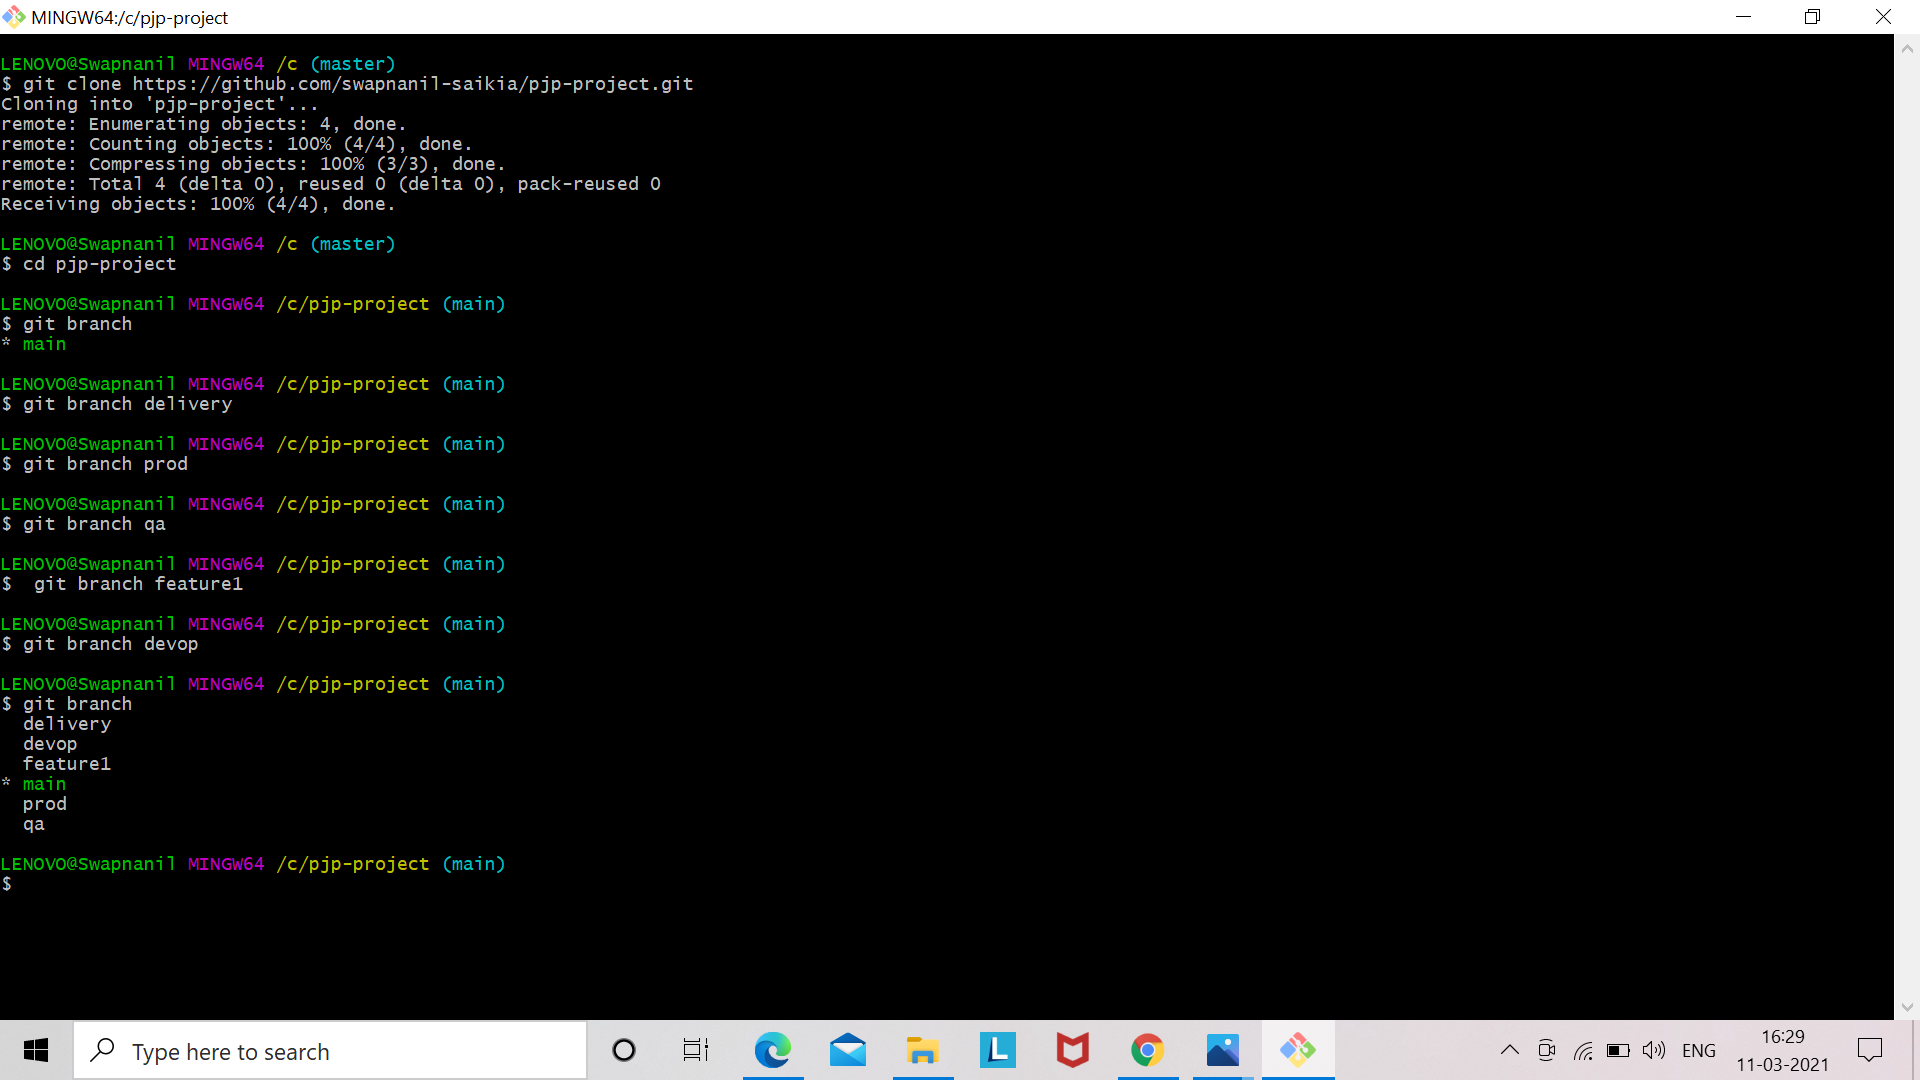 MINGW64:/c/pjp-project
LENOVO@Swapnanil MINGW64 /c (master)
$ git clone https://github.com/swapnanil-saikia/pjp-project.git
Cloning into 'pjp-project'...
remote: Enumerating objects: 4, done.
remote: Counting objects: 100% (4/4), done.
remote: Compressing objects: 100% (3/3), done.
remote: Total 4 (delta 0), reused 0 (delta 0), pack-reused 0
Receiving objects: 100% (4/4), done.
LENOVO@Swapnanil MINGW64 /c (master)
$ cd pjp-project
LENOVO@Swapnanil MINGW64 /c/pjp-project (main)
$ git branch
* main
LENOVO@Swapnanil MINGW64 /c/pjp-project (main)
$ git branch delivery
LENOVO@Swapnanil MINGW64 /c/pjp-project (main)
$ git branch prod
LENOVO@Swapnanil MINGW64 /c/pjp-project (main)
$ git branch qa
LENOVO@Swapnanil MINGW64 /c/pjp-project (main)
$  git branch feature1
LENOVO@Swapnanil MINGW64 /c/pjp-project (main)
$ git branch devop
LENOVO@Swapnanil MINGW64 /c/pjp-project (main)
$ git branch
  delivery
  devop
  feature1
* main
  prod
  qa
LENOVO@Swapnanil MINGW64 /c/pjp-project (main)
$
Type here to search
L
ENG
16:29
11-03-2021